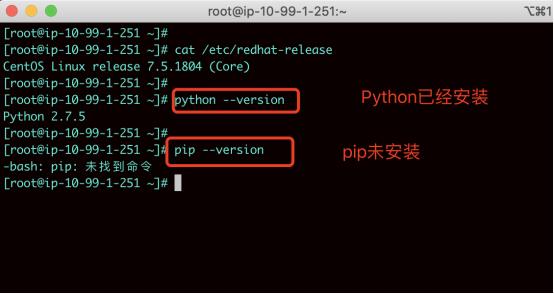 root@ip-10-99-1-251:~
⌥⌘1
[root@ip-10-99-1-251 ~]#
[root@ip-10-99-1-251 ~]# cat /etc/redhat-release
CentOS Linux release 7.5.1804 (Core)
[root@ip-10-99-1-251 ~]#
[root@ip-10-99-1-251 ~]# python --version
Python已经安装
Python 2.7.5
[root@ip-10-99-1-251 ~]#
[root@ip-10-99-1-251 ~]# pip --version
pip未安装
-bash: pip: 未找到命令
[root@ip-10-99-1-251 ~]#